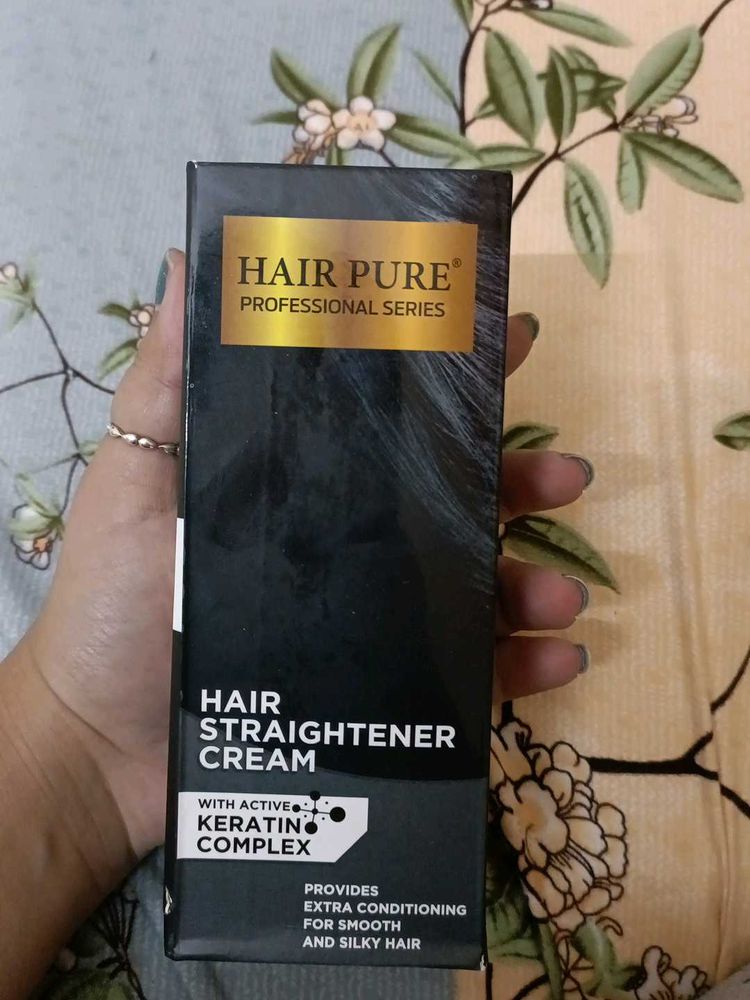 HAIR PURE®
PROFESSIONAL SERIES
HAIR
STRAIGHTENER
CREAM
WITH ACTIVE
KERATIN
COMPLEX
PROVIDES
EXTRA CONDITIONING
FOR SMOOTH
AND SILKY HAIR